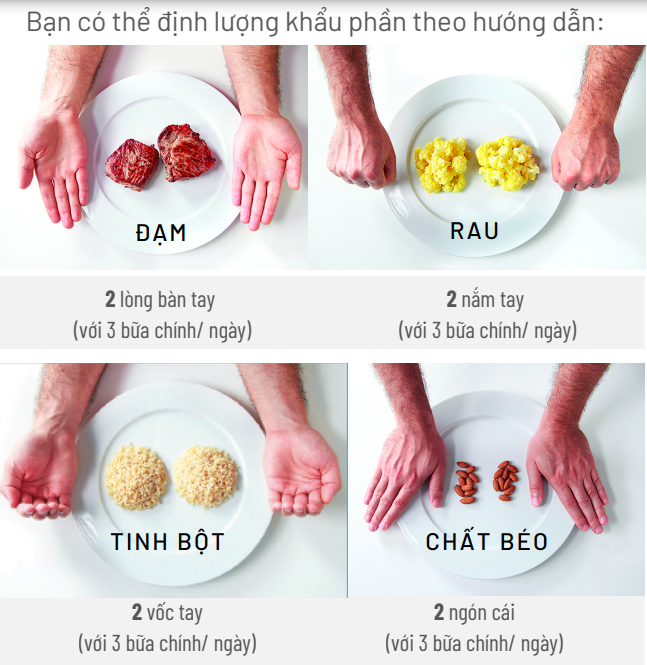 Bạn có thể định lượng khẩu phần theo hướng dẫn:
ĐẠM
RAU
2 lòng bàn tay
(với 3 bữa chính/ ngày)
2 nắm tay
(với 3 bữa chính/ ngày)
TINH BỘT
CHẤT BÉO
2 vốc tay
(với 3 bữa chính/ ngày)
2 ngón cái
(với 3 bữa chính/ ngày)